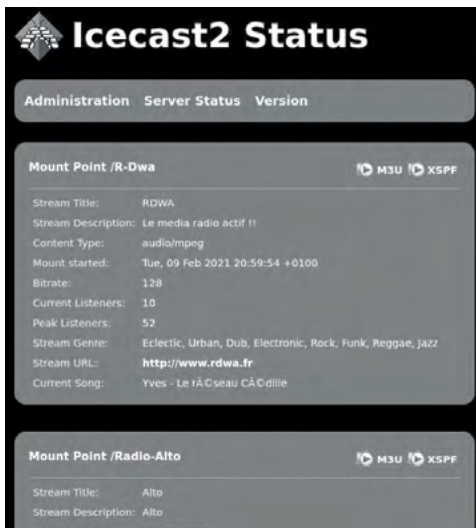 Icecast2 Status
Administration Server Status Version
Mount Point /R-Dwa M3U XSPF
Stream Title: RDWA
Stream Description: Le media radio actif !!
Content Type: audio/mpeg
Mount started: Tue, 09 Feb 2021 20:59:54 +0100
Bitrate: 128
Current Listeners: 10
Peak Listeners: 52
Stream Genre: Eclectic, Urban, Dub, Electronic, Rock, Funk, Reggae, Jazz
Stream URL: http://www.rdwa.fr
Current Song: Yves - Le rÃ©seau CÃ©dille
Mount Point /Radio-Alto M3U XSPF
Stream Title: Alto
Stream Description: Alto